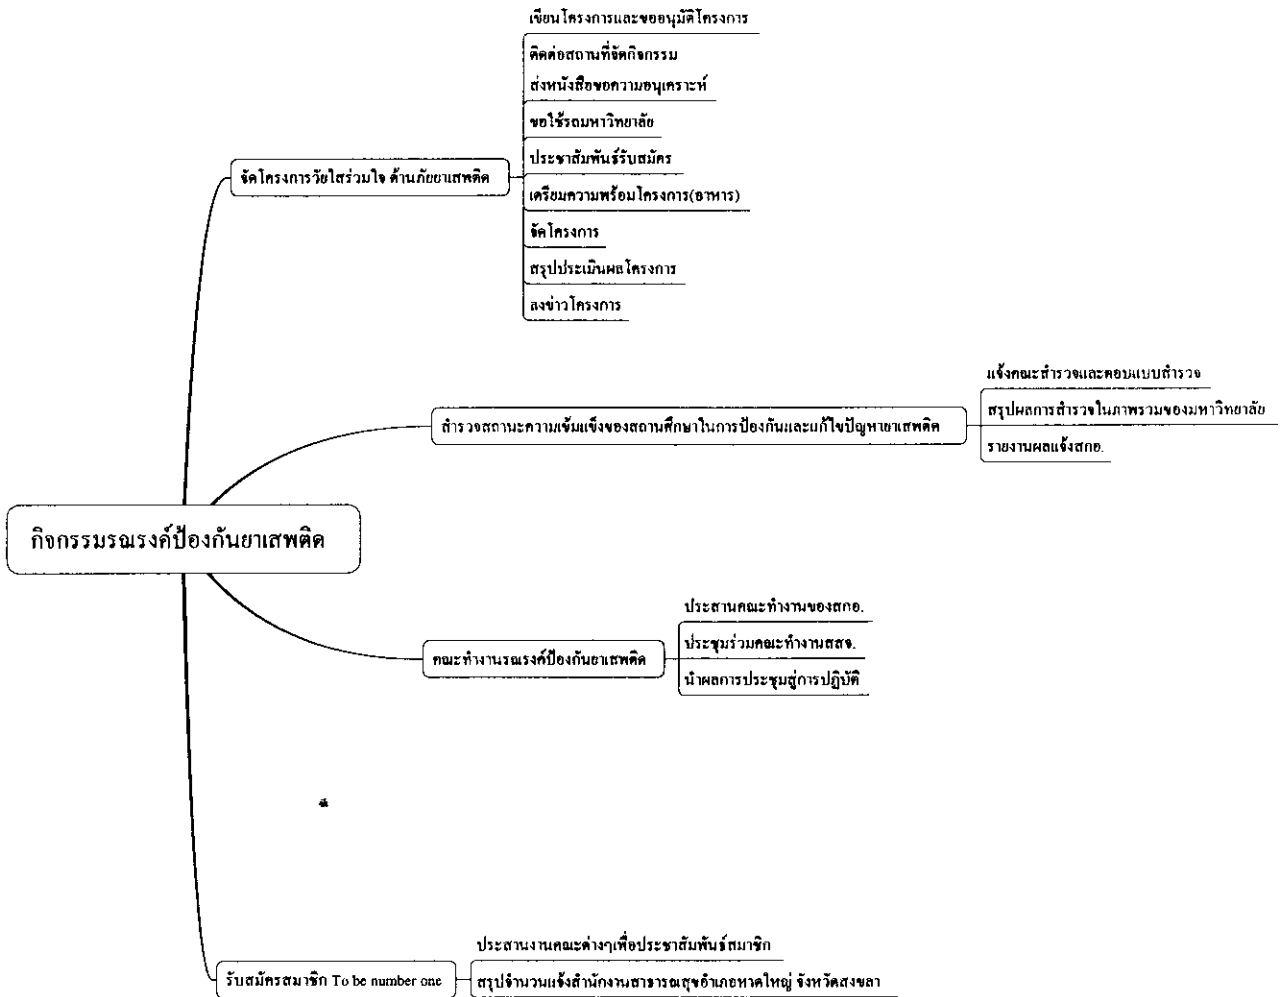 เขียนโครงการและขออนุมัติโครงการ
ติดต่อสถานที่จัดกิจกรรม
ส่งหนังสือขอความอนุเคราะห์
ขอใช้รถมหาวิทยาลัย
จัดโครงการวัยใสร่วมใจ ต้านภัยยาเสพติด
ประชาสัมพันธ์รับสมัคร
เตรียมความพร้อมโครงการ(อาหาร)
จัดโครงการ
สรุปประเมินผลโครงการ
ลงข่าวโครงการ
สำรวจสถานะความเข้มแข็งของสถานศึกษาในการป้องกันและแก้ไขปัญหายาเสพติด
แจ้งคณะสำรวจและตอบแบบสำรวจ
สรุปผลการสำรวจในภาพรวมของมหาวิทยาลัย
รายงานผลแจ้งสกอ.
กิจกรรมรณรงค์ป้องกันยาเสพติด
คณะทำงานรณรงค์ป้องกันยาเสพติด
ประสานคณะทำงานของสกอ.
ประชุมร่วมคณะทำงานสสจ.
นำผลการประชุมสู่การปฏิบัติ
รับสมัครสมาชิก To be number one
ประสานงานคณะต่างๆเพื่อประชาสัมพันธ์สมาชิก
สรุปจำนวนแจ้งสำนักงานสาธารณสุขอำเภอหาดใหญ่ จังหวัดสงขลา